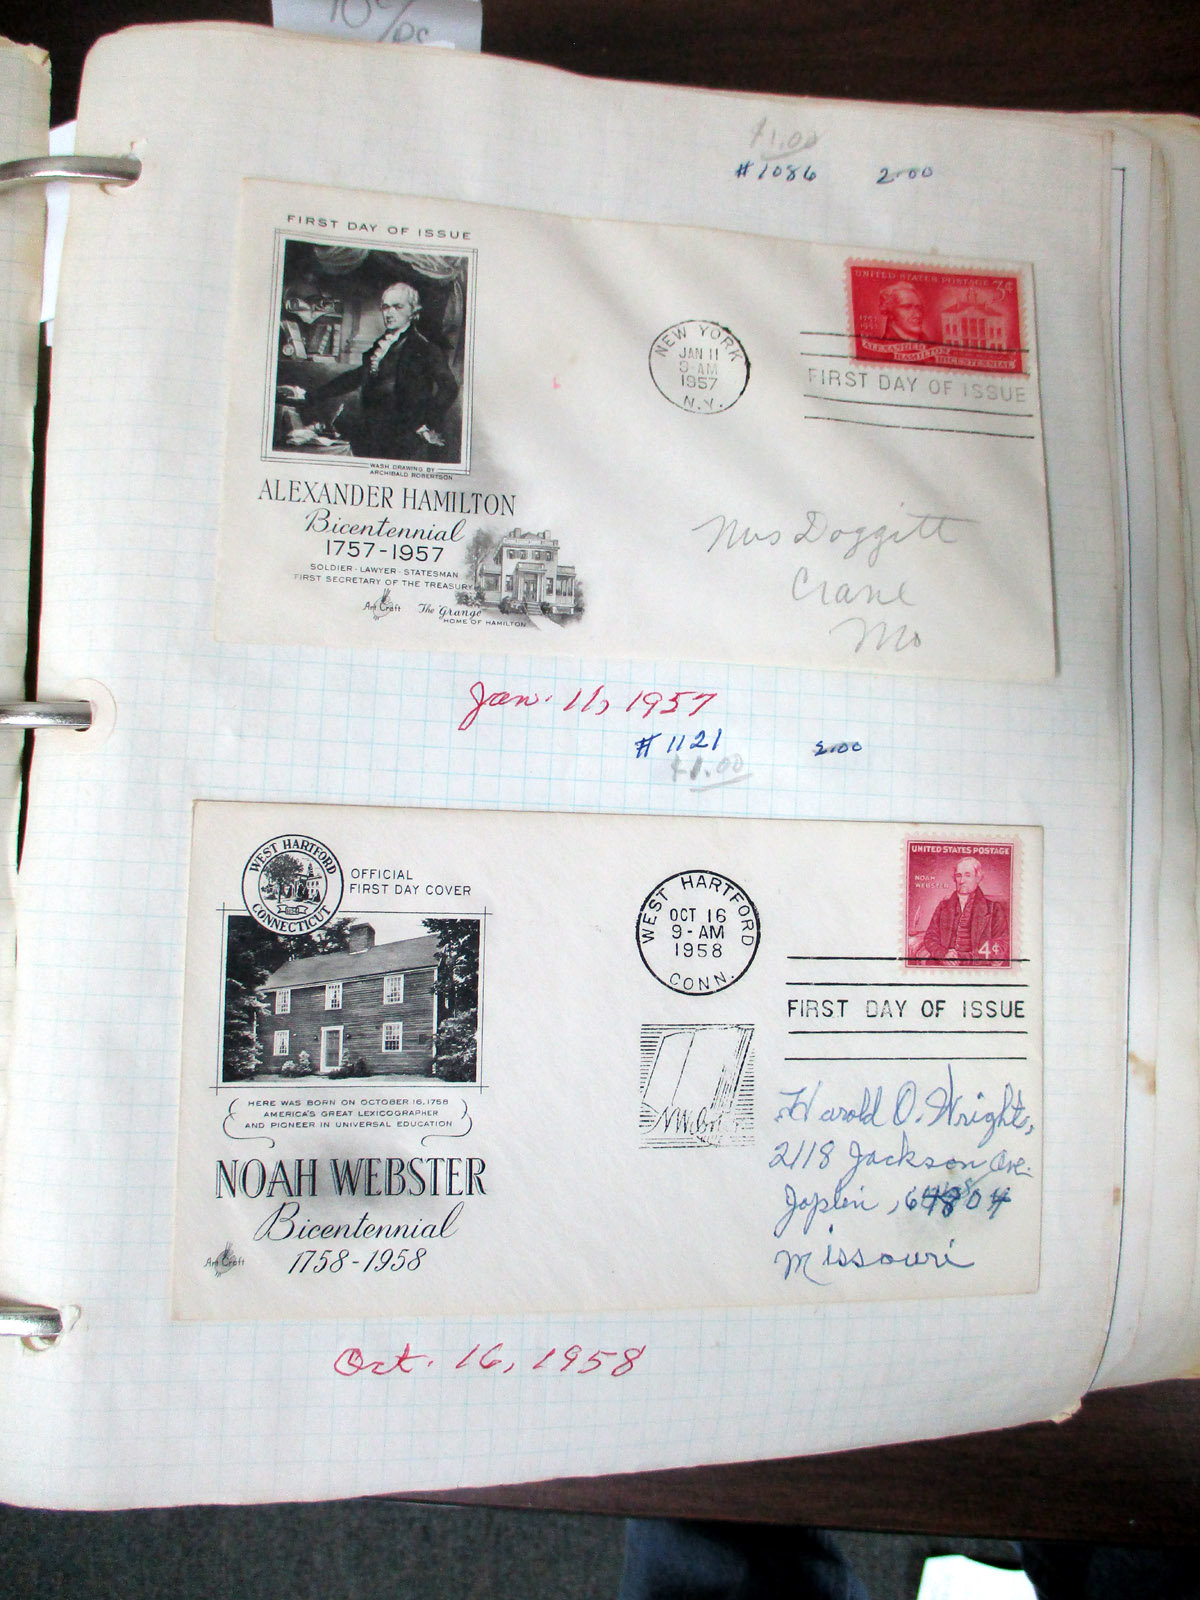 10¢/pc
$1.00
#1086 2.00
FIRST DAY OF ISSUE
WASH DRAWING BY
ARCHIBALD ROBERTSON
ALEXANDER HAMILTON
Bicentennial
1757-1957
SOLDIER · LAWYER · STATESMAN
FIRST SECRETARY OF THE TREASURY
Art Craft
The "Grange"
HOME OF HAMILTON
NEW YORK
JAN 11
9 AM
1957
N.Y.
UNITED STATES POSTAGE
3¢
ALEXANDER
HAMILTON
BICENTENNIAL
FIRST DAY OF ISSUE
Mrs Doggitt
Crane
Mo
Jan. 11, 1957
#1121 2.00
$1.00
WEST HARTFORD
CONNECTICUT
OFFICIAL
FIRST DAY COVER
HERE WAS BORN ON OCTOBER 16, 1758
AMERICA'S GREAT LEXICOGRAPHER
AND PIONEER IN UNIVERSAL EDUCATION
NOAH WEBSTER
Bicentennial
1758-1958
Art Craft
WEST HARTFORD
OCT 16
9-AM
1958
CONN.
UNITED STATES POSTAGE
NOAH
WEBSTER
4¢
FIRST DAY OF ISSUE
Harold O. Wright,
2118 Jackson Ave.
Joplin,
Missouri
Oct. 16, 1958